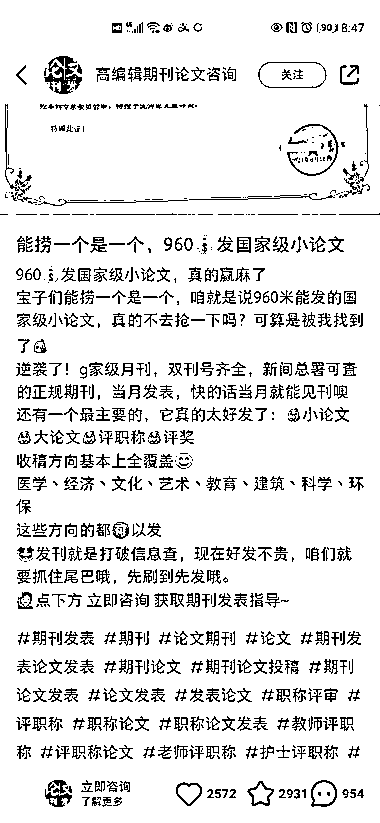 8:47
高编辑期刊论文咨询
关注
特颁此证!
能捞一个是一个，960💰发国家级小论文
960💰发国家级小论文，真的赢麻了
宝子们能捞一个是一个，咱就是说960米能发的国
家级小论文，真的不去抢一下吗？可算是被我找到
了
逆袭了！g家级月刊，双刊号齐全，新闻总署可查
的正规期刊，当月发表，快的话当月就能见刊噢
还有一个最主要的，它真的太好发了：小论文
大论文评职称评奖
收稿方向基本上全覆盖
医学、经济、文化、艺术、教育、建筑、科学、环
保
这些方向的都可以发
发刊就是打破信息查，现在好发不贵，咱们就
要抓住尾巴哦，先刷到先发哦。
点下方 立即咨询 获取期刊发表指导~
#期刊发表 #期刊 #论文期刊 #论文 #期刊发
表论文发表 #期刊论文 #期刊论文投稿 #期刊
论文发表 #论文发表 #发表论文 #职称评审 #
评职称 #职称论文 #职称论文发表 #教师评职
称 #评职称论文 #老师评职称 #护士评职称 #
立即咨询
了解更多
2572
2931
954